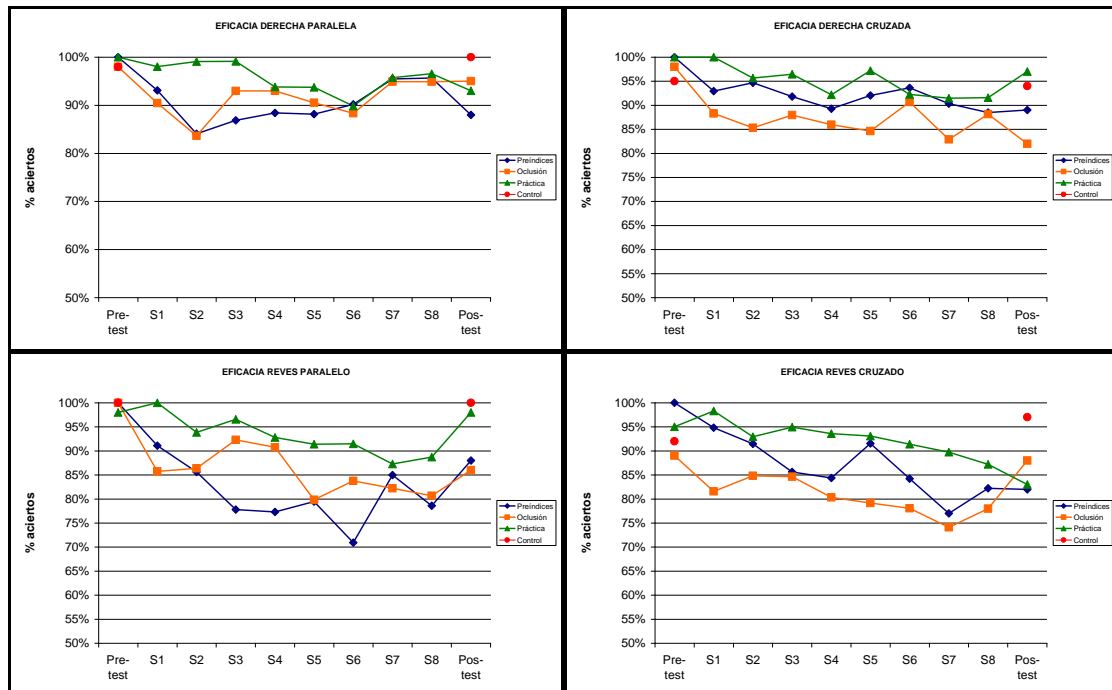 EFICACIA DERECHA PARALELA
100%
90%
80%
70%
60%
50%
% aciertos
Pre-test S1 S2 S3 S4 S5 S6 S7 S8 Pos-test
Preíndices
Oclusión
Práctica
Control
EFICACIA DERECHA CRUZADA
100%
95%
90%
85%
80%
75%
70%
65%
60%
55%
50%
% aciertos
Pre-test S1 S2 S3 S4 S5 S6 S7 S8 Pos-test
Preíndices
Oclusión
Práctica
Control
EFICACIA REVES PARALELO
100%
95%
90%
85%
80%
75%
70%
65%
60%
55%
50%
% aciertos
Pre-test S1 S2 S3 S4 S5 S6 S7 S8 Pos-test
Preíndices
Oclusión
Práctica
Control
EFICACIA REVES CRUZADO
100%
95%
90%
85%
80%
75%
70%
65%
60%
55%
50%
% aciertos
Pre-test S1 S2 S3 S4 S5 S6 S7 S8 Pos-test
Preíndices
Oclusión
Práctica
Control